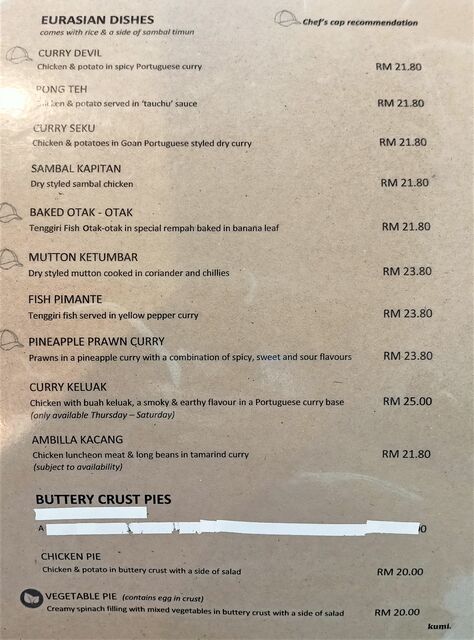 EURASIAN DISHES
Chef's cap recommendation
comes with rice & a side of sambal timun
CURRY DEVIL
Chicken & potato in spicy Portuguese curry RM 21.80
PONG TEH
Chicken & potato served in 'tauchu' sauce RM 21.80
CURRY SEKU
Chicken & potatoes in Goan Portuguese styled dry curry RM 21.80
SAMBAL KAPITAN
Dry styled sambal chicken RM 21.80
BAKED OTAK - OTAK
Tenggiri Fish Otak-otak in special rempah baked in banana leaf RM 21.80
MUTTON KETUMBAR
Dry styled mutton cooked in coriander and chillies RM 23.80
FISH PIMANTE
Tenggiri fish served in yellow pepper curry RM 23.80
PINEAPPLE PRAWN CURRY
Prawns in a pineapple curry with a combination of spicy, sweet and sour flavours RM 23.80
CURRY KELUAK
Chicken with buah keluak, a smoky & earthy flavour in a Portuguese curry base RM 25.00
(only available Thursday – Saturday)
AMBILLA KACANG
Chicken luncheon meat & long beans in tamarind curry RM 21.80
(subject to availability)
BUTTERY CRUST PIES
CHICKEN PIE
Chicken & potato in buttery crust with a side of salad RM 20.00
VEGETABLE PIE (contains egg in crust)
Creamy spinach filling with mixed vegetables in buttery crust with a side of salad RM 20.00
kumi.